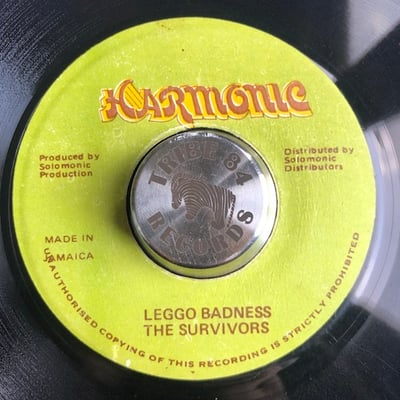 HARMONIC
Produced by
Solomonic
Production
Distributed by
Solomonic
Distributors
TRIBE 84
RECORDS
MADE IN
JAMAICA
LEGGO BADNESS
THE SURVIVORS
UNAUTHORISED COPYING OF THIS RECORDING IS STRICTLY PROHIBITED